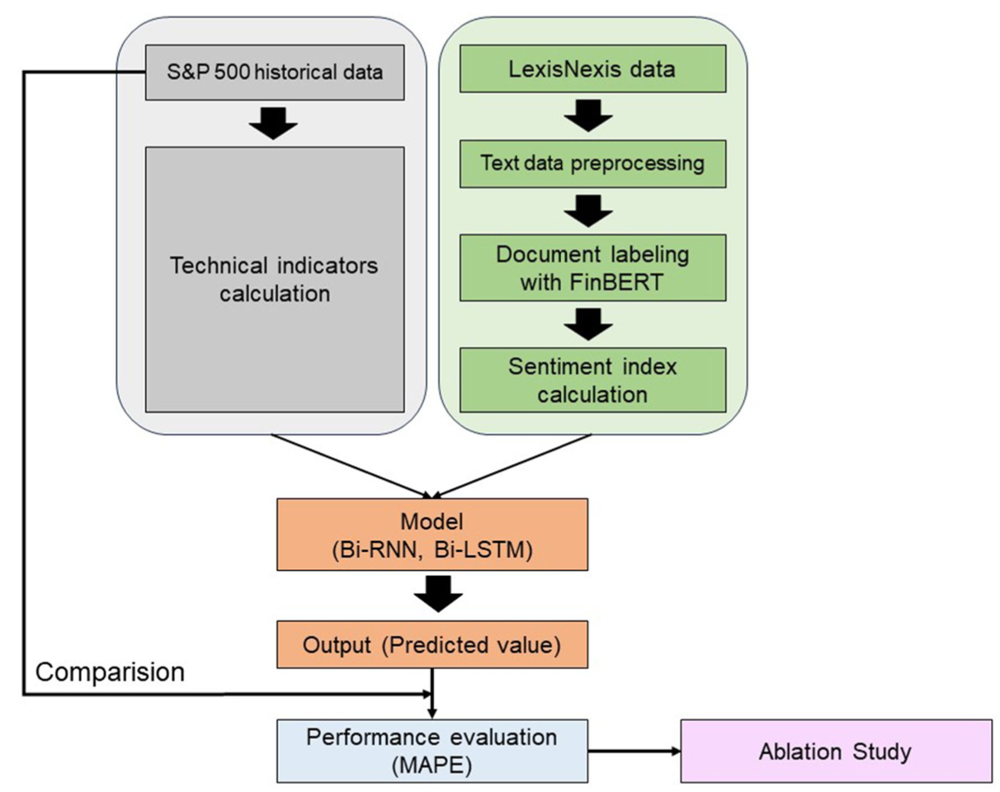 S&P 500 historical data
Technical indicators
calculation
LexisNexis data
Text data preprocessing
Document labeling
with FinBERT
Sentiment index
calculation
Model
(Bi-RNN, Bi-LSTM)
Output (Predicted value)
Comparision
Performance evaluation
(MAPE)
Ablation Study